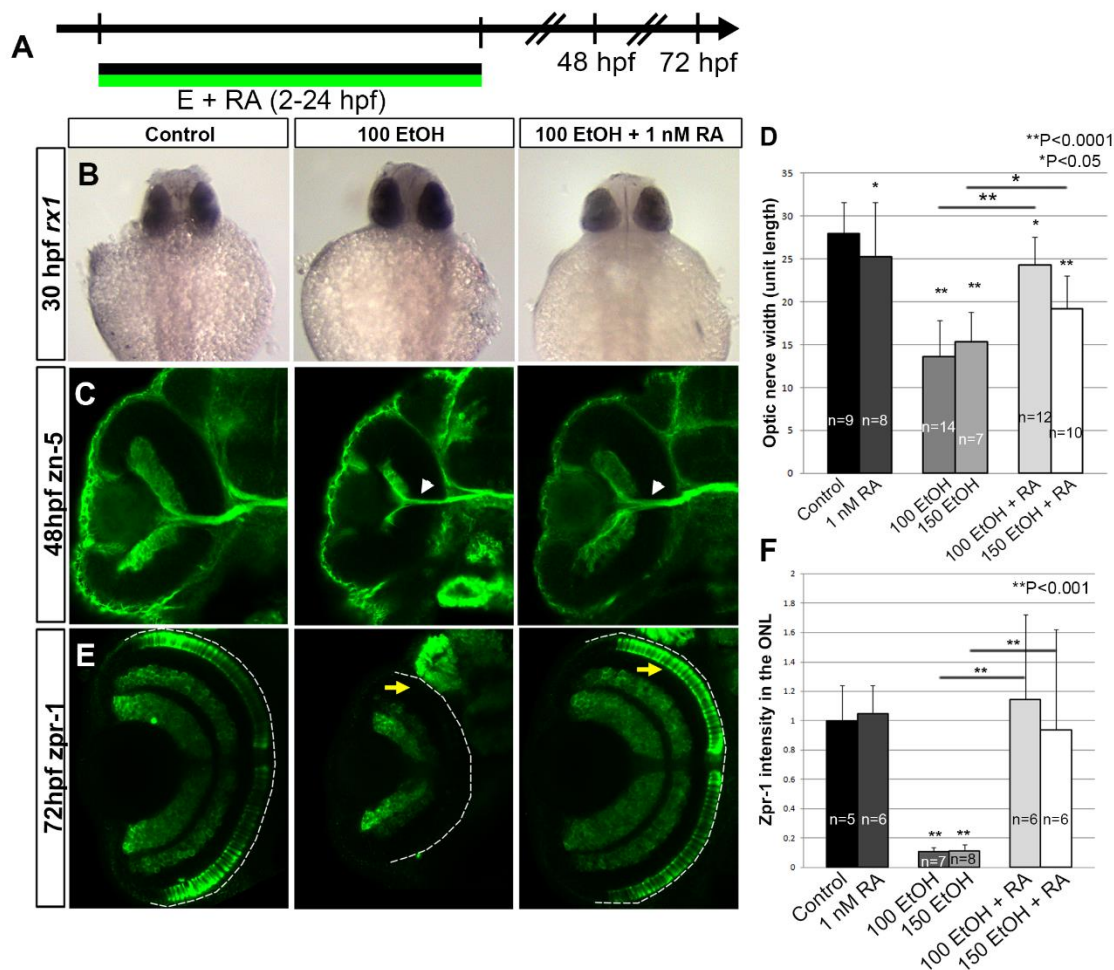 A
48 hpf
72 hpf
E + RA (2-24 hpf)
Control
100 EtOH
100 EtOH + 1 nM RA
30 hpf rx1
B
48hpf zn-5
C
72hpf zpr-1
E
D
**P<0.0001
*P<0.05
*
**
*
*
**
**
**
Optic nerve width (unit length)
35
30
25
20
15
10
5
0
n=9
n=8
n=14
n=7
n=12
n=10
Control
1 nM RA
100 EtOH
150 EtOH
100 EtOH + RA
150 EtOH + RA
F
**P<0.001
**
**
**
**
Zpr-1 intensity in the ONL
2
1.8
1.6
1.4
1.2
1
0.8
0.6
0.4
0.2
0
n=5
n=6
n=7
n=8
n=6
n=6
Control
1 nM RA
100 EtOH
150 EtOH
100 EtOH + RA
150 EtOH + RA